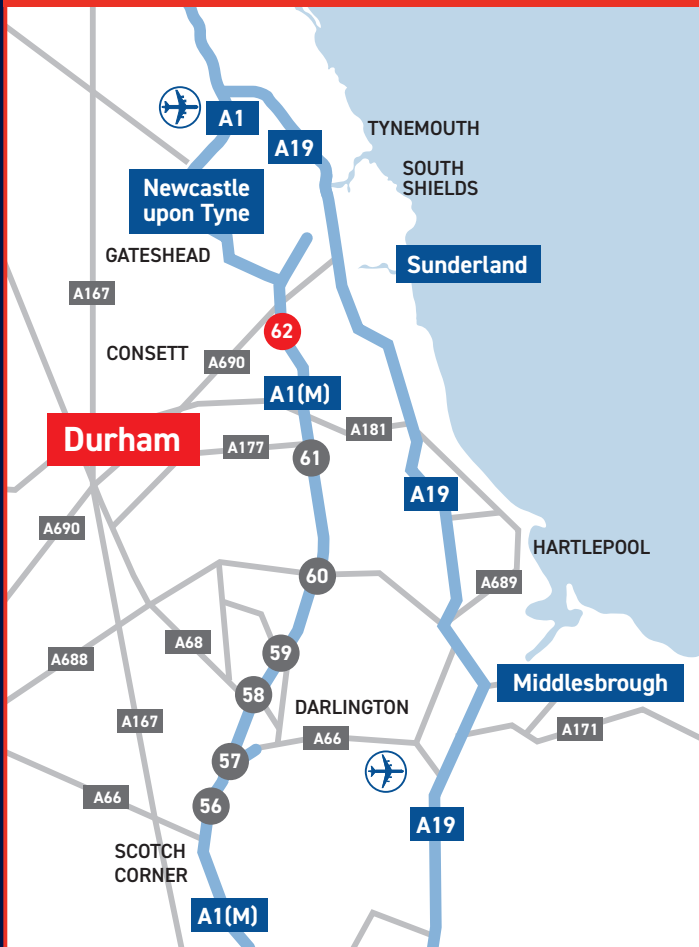 A1
TYNEMOUTH
A19
SOUTH
SHIELDS
Newcastle
upon Tyne
GATESHEAD
Sunderland
A167
62
CONSETT
A690
A1(M)
Durham
A181
A177
61
A19
A690
HARTLEPOOL
60
A689
A68
59
A688
Middlesbrough
58
DARLINGTON
A167
A171
A66
57
A66
56
A19
SCOTCH
CORNER
A1(M)